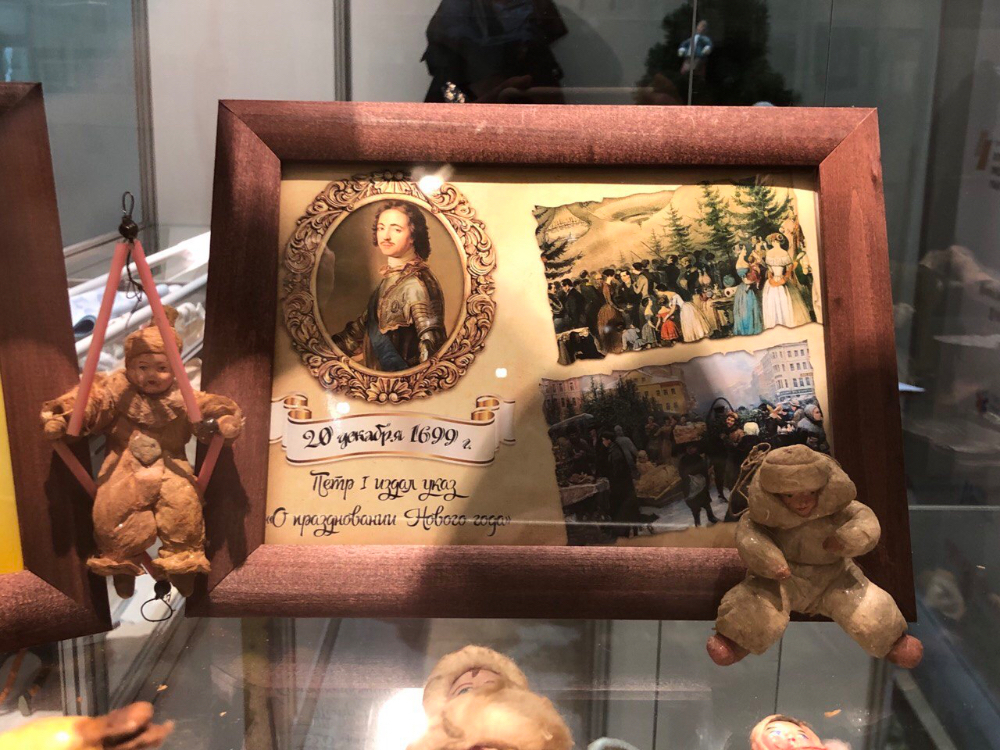 20 декабря 1699 г.
Петр I издал указ
«О праздновании Нового года»